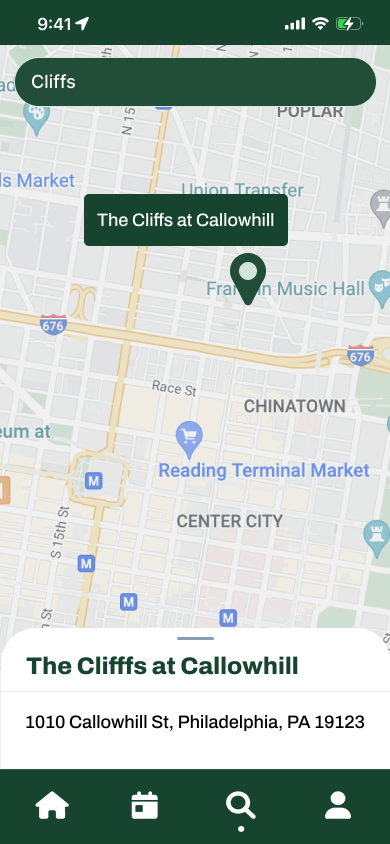 9:41
Cliffs
POPLAR
N 15
ls Market
Union Transfer
The Cliffs at Callowhill
Franklin Music Hall
676
676
Race St
CHINATOWN
eum at
Reading Terminal Market
M
CENTER CITY
S 15th St
M
M
M
The Clifffs at Callowhill
1010 Callowhill St, Philadelphia, PA 19123